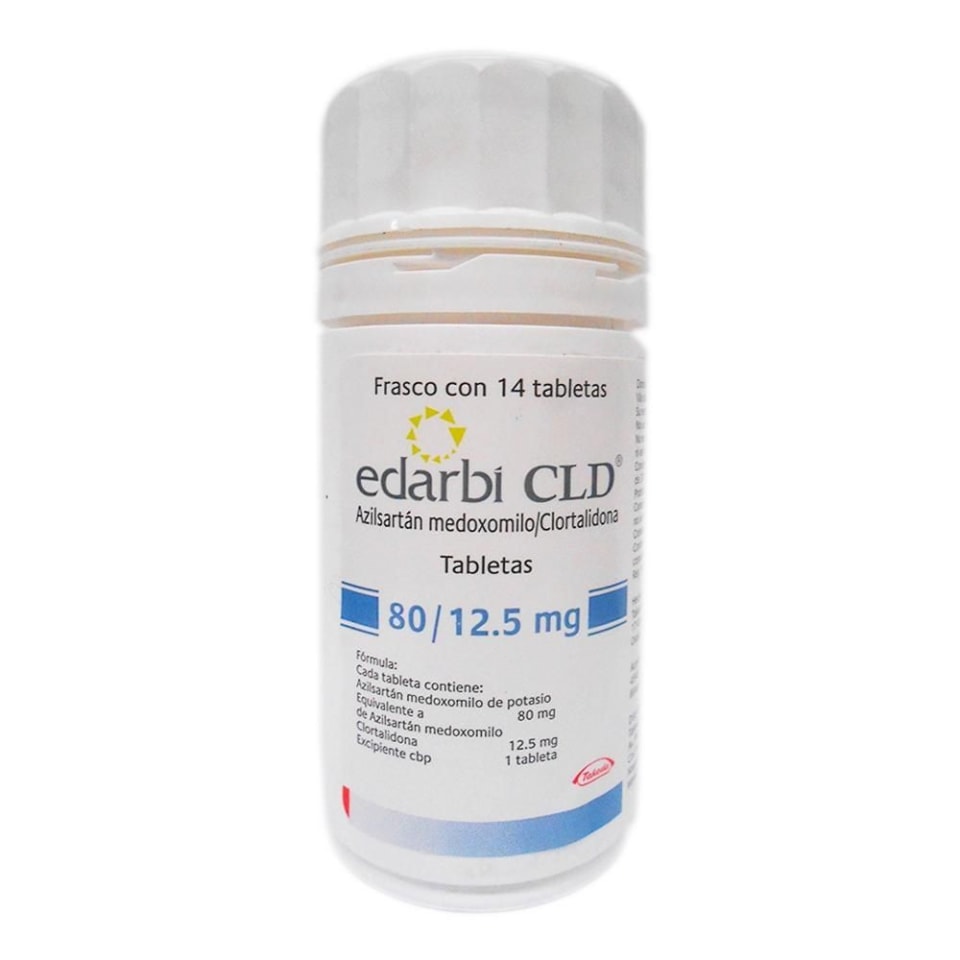 Frasco con 14 tabletas
edarbi CLD®
Azilsartán medoxomilo/Clortalidona
Tabletas
80/12.5 mg
Fórmula:
Cada tableta contiene:
Azilsartán medoxomilo de potasio
Equivalente a 80 mg
de Azilsartán medoxomilo
Clortalidona 12.5 mg
Excipiente cbp 1 tableta
Takeda